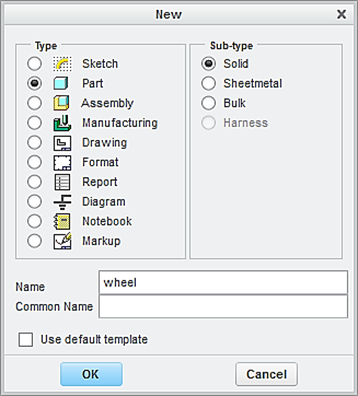 New
Type
Sketch
Part
Assembly
Manufacturing
Drawing
Format
Report
Diagram
Notebook
Markup
Sub-type
Solid
Sheetmetal
Bulk
Harness
Name wheel
Common Name
Use default template
OK Cancel